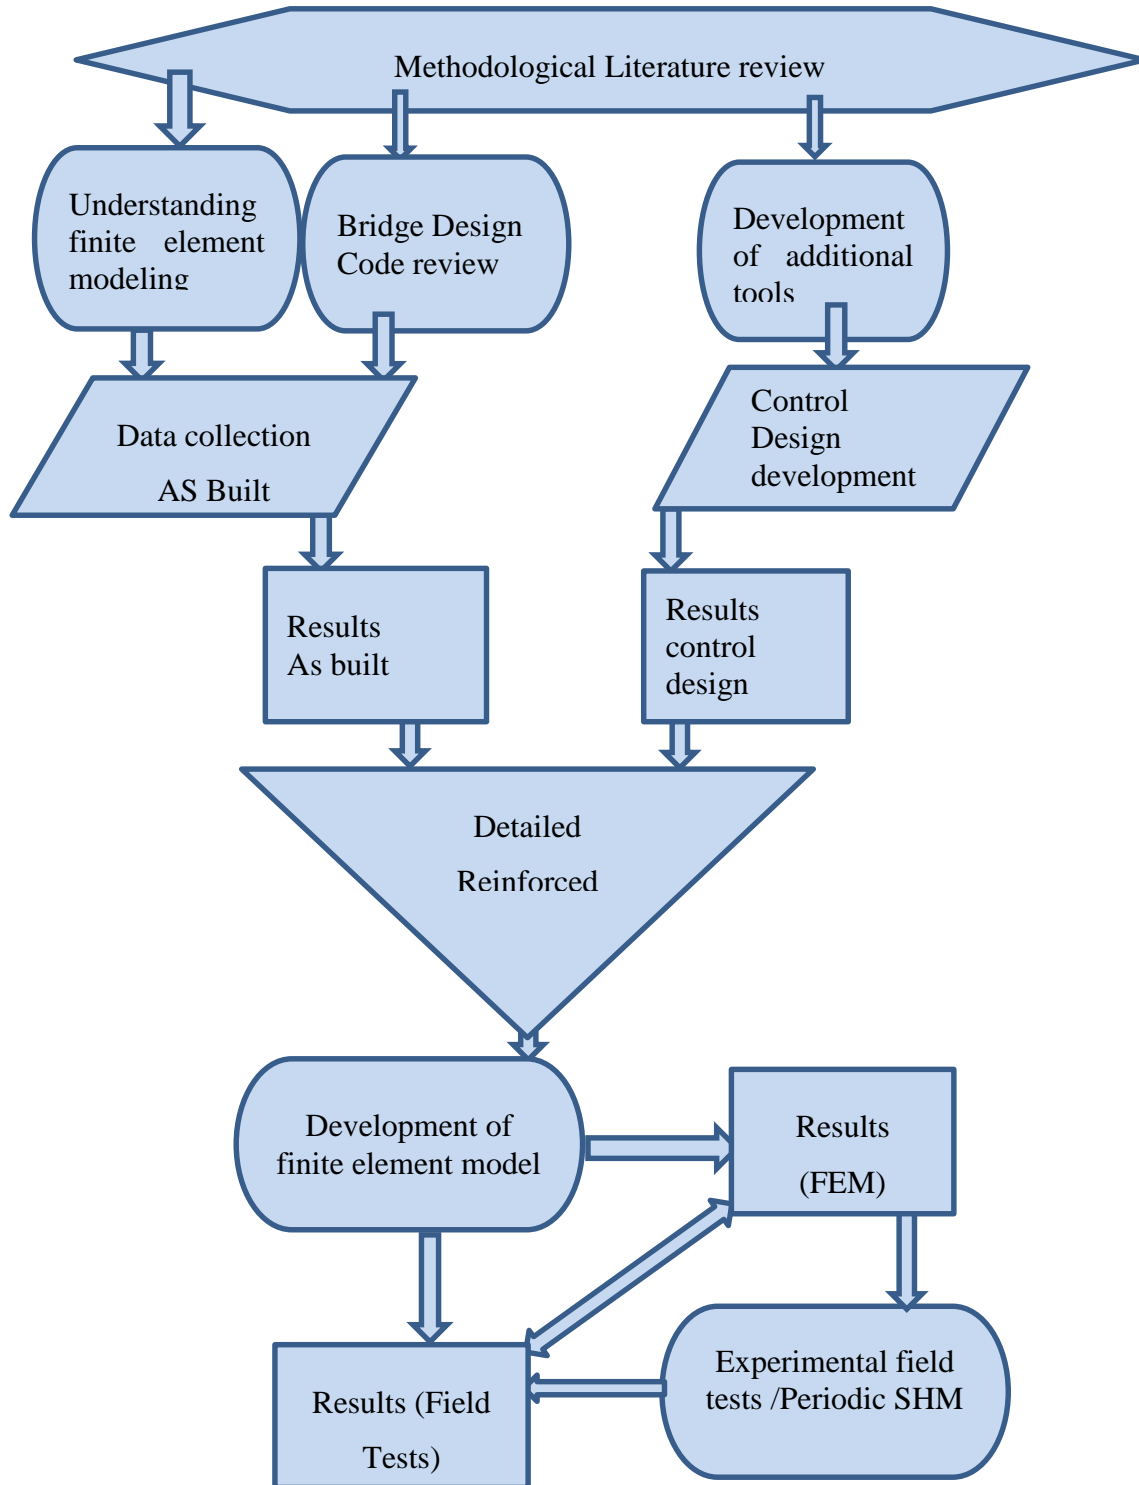 Methodological Literature review
Understanding
finite element
modeling
Bridge Design
Code review
Development
of additional
tools
Data collection
AS Built
Control
Design
development
Results
As built
Results
control
design
Detailed
Reinforced
Development of
finite element model
Results
(FEM)
Experimental field
tests /Periodic SHM
Results (Field
Tests)